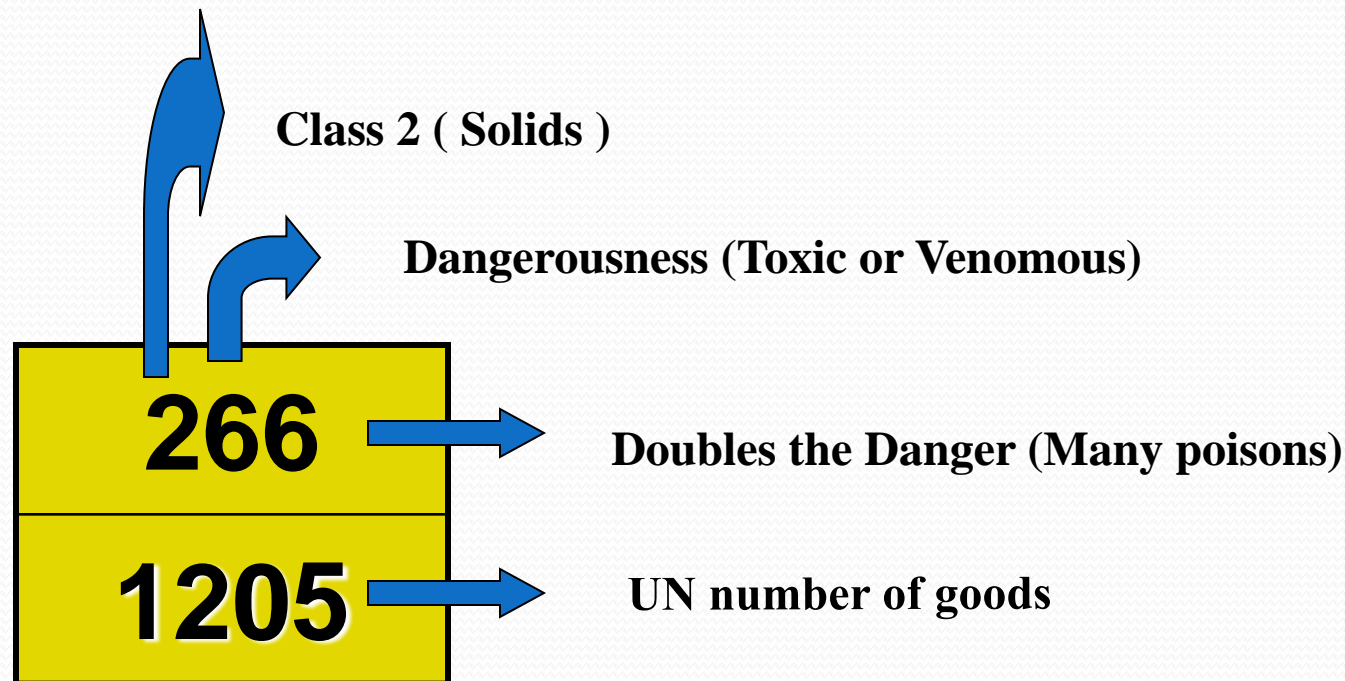 Class 2 ( Solids )
Dangerousness (Toxic or Venomous)
266
Doubles the Danger (Many poisons)
1205
UN number of goods